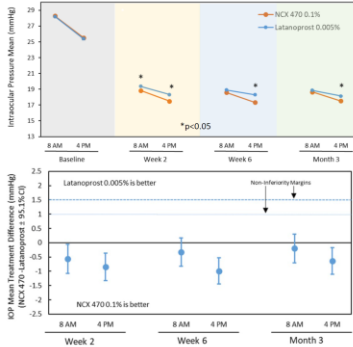 Intraocular Pressure Mean (mmHg)
29
27
25
23
21
19
17
15
NCX 470 0.1%
Latanoprost 0.005%
* * * *
*p<0.05
8 AM 4 PM 8 AM 4 PM 8 AM 4 PM 8 AM 4 PM
Baseline Week 2 Week 6 Month 3
IOP Mean Treatment Difference (mmHg)
(NCX 470 -Latanoprost ± 95.1%CI)
2.5
2
1.5
1
0.5
0
-0.5
-1
-1.5
-2
-2.5
Latanoprost 0.005% is better
Non-Inferiority Margins
NCX 470 0.1% is better
8 AM 4 PM 8 AM 4 PM 8 AM 4 PM
Week 2 Week 6 Month 3